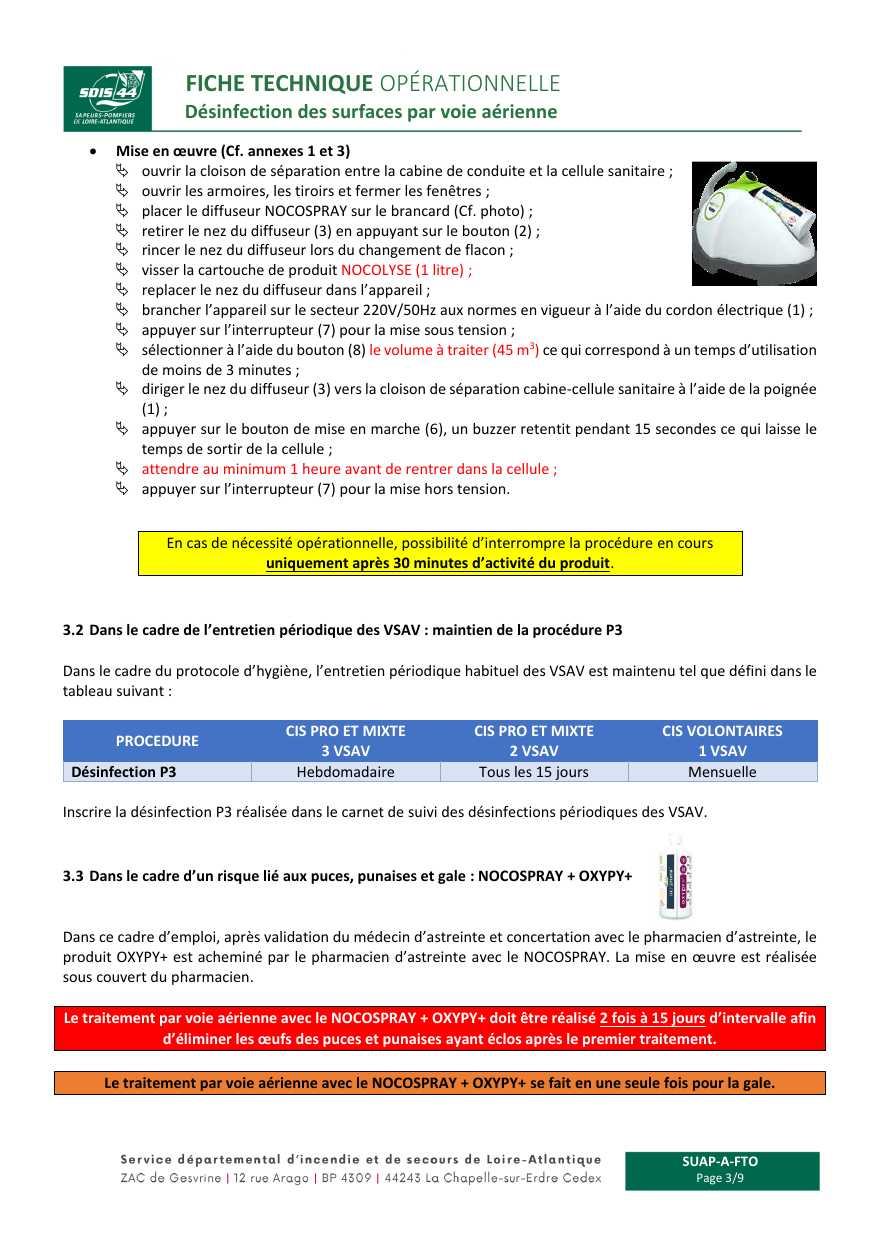 SDIS 44
SAPEURS-POMPIERS
DE LOIRE-ATLANTIQUE
FICHE TECHNIQUE OPÉRATIONNELLE
Désinfection des surfaces par voie aérienne
• Mise en œuvre (Cf. annexes 1 et 3)
ouvrir la cloison de séparation entre la cabine de conduite et la cellule sanitaire ;
ouvrir les armoires, les tiroirs et fermer les fenêtres ;
placer le diffuseur NOCOSPRAY sur le brancard (Cf. photo) ;
retirer le nez du diffuseur (3) en appuyant sur le bouton (2) ;
rincer le nez du diffuseur lors du changement de flacon ;
visser la cartouche de produit NOCOLYSE (1 litre) ;
replacer le nez du diffuseur dans l'appareil ;
brancher l'appareil sur le secteur 220V/50Hz aux normes en vigueur à l'aide du cordon électrique (1) ;
appuyer sur l'interrupteur (7) pour la mise sous tension ;
sélectionner à l'aide du bouton (8) le volume à traiter (45 m³) ce qui correspond à un temps d'utilisation
de moins de 3 minutes ;
diriger le nez du diffuseur (3) vers la cloison de séparation cabine-cellule sanitaire à l'aide de la poignée
(1) ;
appuyer sur le bouton de mise en marche (6), un buzzer retentit pendant 15 secondes ce qui laisse le
temps de sortir de la cellule ;
attendre au minimum 1 heure avant de rentrer dans la cellule ;
appuyer sur l'interrupteur (7) pour la mise hors tension.
En cas de nécessité opérationnelle, possibilité d'interrompre la procédure en cours
uniquement après 30 minutes d'activité du produit.
3.2 Dans le cadre de l'entretien périodique des VSAV : maintien de la procédure P3
Dans le cadre du protocole d'hygiène, l'entretien périodique habituel des VSAV est maintenu tel que défini dans le
tableau suivant :
PROCEDURE CIS PRO ET MIXTE 3 VSAV CIS PRO ET MIXTE 2 VSAV CIS VOLONTAIRES 1 VSAV
Désinfection P3 Hebdomadaire Tous les 15 jours Mensuelle
Inscrire la désinfection P3 réalisée dans le carnet de suivi des désinfections périodiques des VSAV.
3.3 Dans le cadre d'un risque lié aux puces, punaises et gale : NOCOSPRAY + OXYPY+
Dans ce cadre d'emploi, après validation du médecin d'astreinte et concertation avec le pharmacien d'astreinte, le
produit OXYPY+ est acheminé par le pharmacien d'astreinte avec le NOCOSPRAY. La mise en œuvre est réalisée
sous couvert du pharmacien.
Le traitement par voie aérienne avec le NOCOSPRAY + OXYPY+ doit être réalisé 2 fois à 15 jours d'intervalle afin
d'éliminer les œufs des puces et punaises ayant éclos après le premier traitement.
Le traitement par voie aérienne avec le NOCOSPRAY + OXYPY+ se fait en une seule fois pour la gale.
Service départemental d'incendie et de secours de Loire-Atlantique
ZAC de Gesvrine | 12 rue Arago | BP 4309 | 44243 La Chapelle-sur-Erdre Cedex
SUAP-A-FTO
Page 3/9